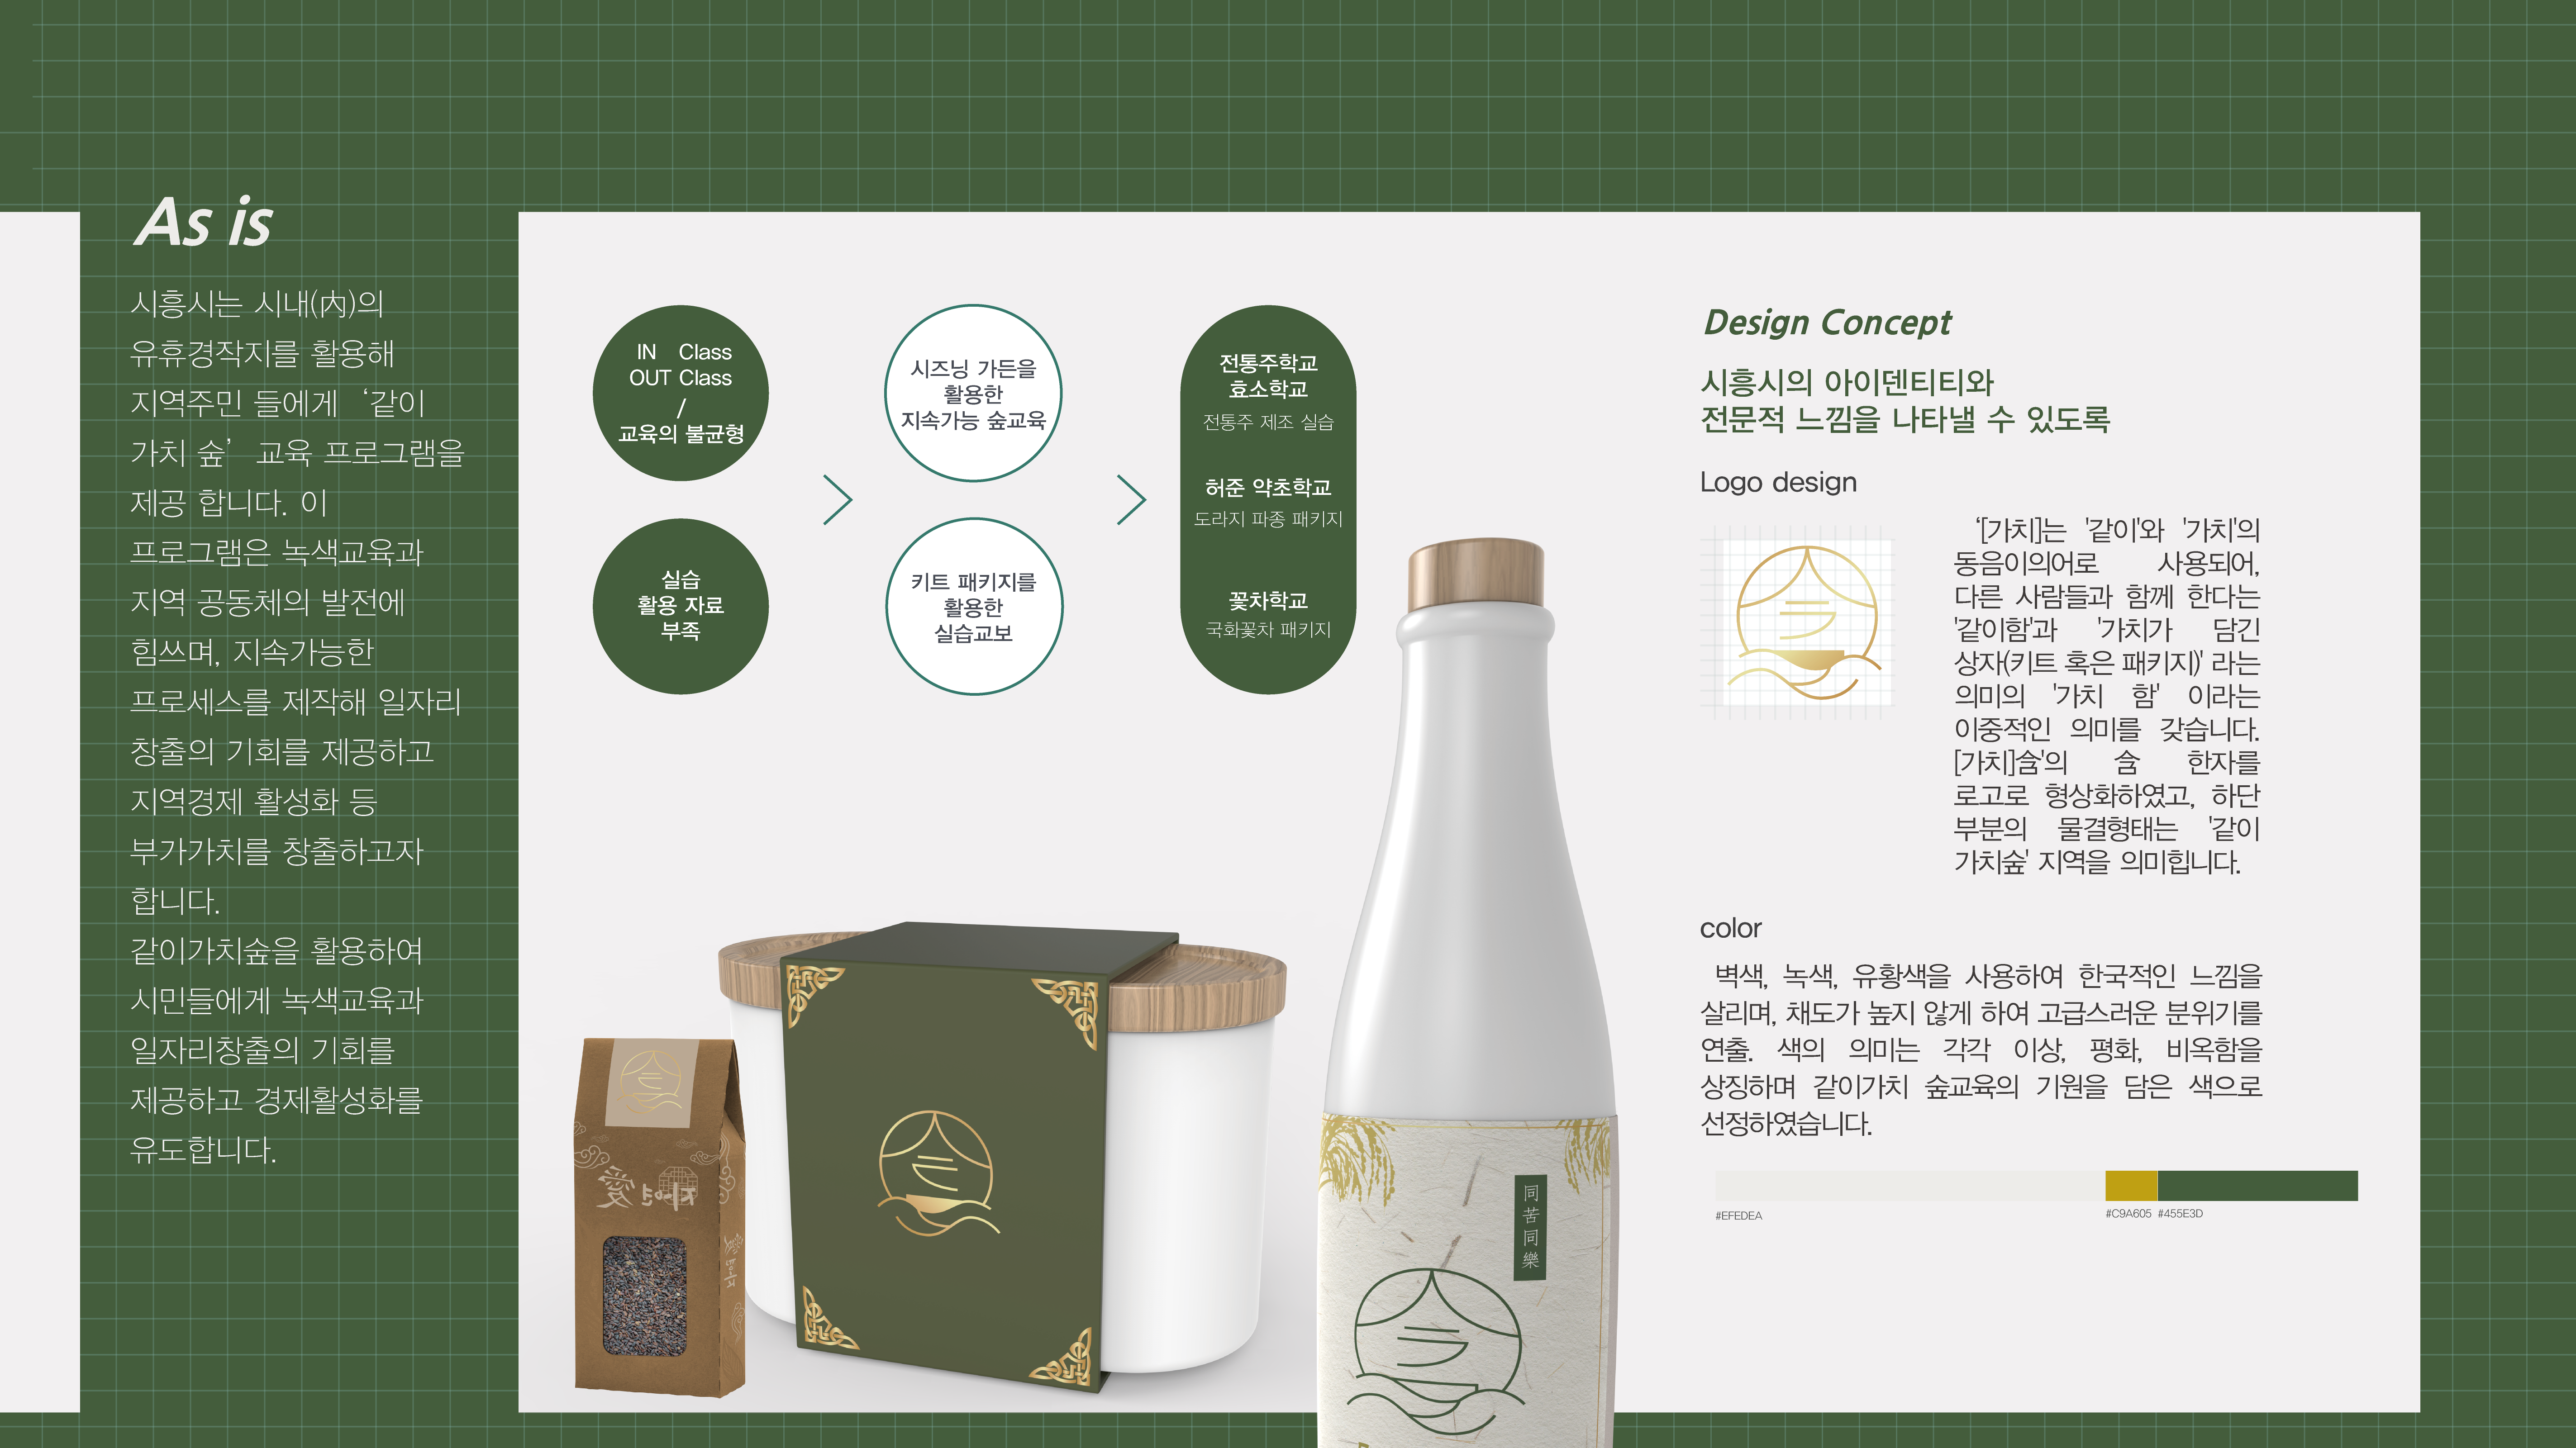 As is
시흥시는 시내(內)의
유휴경작지를 활용해
지역주민 들에게 ‘같이
가치 숲’ 교육 프로그램을
제공 합니다. 이
프로그램은 녹색교육과
지역 공동체의 발전에
힘쓰며, 지속가능한
프로세스를 제작해 일자리
창출의 기회를 제공하고
지역경제 활성화 등
부가가치를 창출하고자
합니다.
같이가치숲을 활용하여
시민들에게 녹색교육과
일자리창출의 기회를
제공하고 경제활성화를
유도합니다.
IN Class
OUT Class
/
교육의 불균형
실습
활용 자료
부족
시즈닝 가든을
활용한
지속가능 숲교육
키트 패키지를
활용한
실습교보
전통주학교
효소학교
전통주 제조 실습
허준 약초학교
도라지 파종 패키지
꽃차학교
국화꽃차 패키지
Design Concept
시흥시의 아이덴티티와
전문적 느낌을 나타낼 수 있도록
Logo design
‘[가치]는 '같이'와 '가치'의
동음이의어로 사용되어,
다른 사람들과 함께 한다는
'같이함'과 '가치가 담긴
상자(키트 혹은 패키지)' 라는
의미의 '가치 함' 이라는
이중적인 의미를 갖습니다.
[가치]含'의 含 한자를
로고로 형상화하였고, 하단
부분의 물결형태는 '같이
가치숲' 지역을 의미힙니다.
color
벽색, 녹색, 유황색을 사용하여 한국적인 느낌을
살리며, 채도가 높지 않게 하여 고급스러운 분위기를
연출. 색의 의미는 각각 이상, 평화, 비옥함을
상징하며 같이가치 숲교육의 기원을 담은 색으로
선정하였습니다.
#EFEDEA
#C9A605 #455E3D
同
苦
同
樂